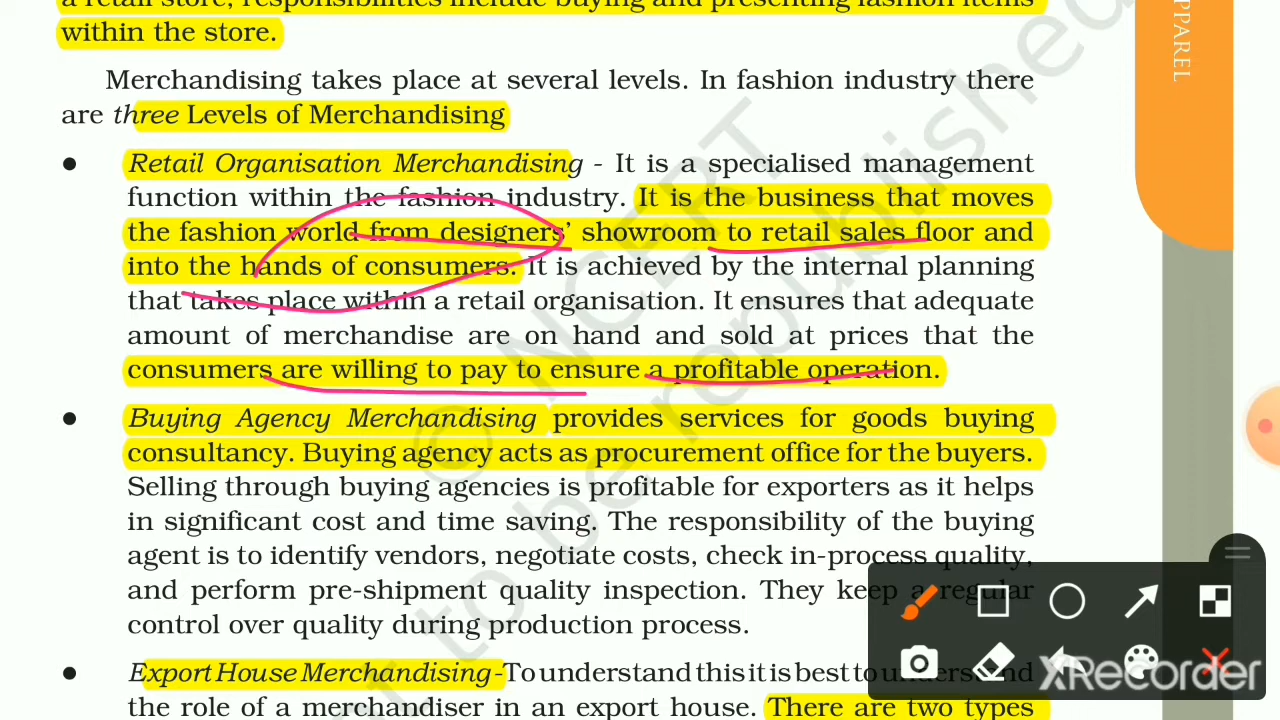 a retail store, responsibilities include buying and presenting fashion items
within the store.
Merchandising takes place at several levels. In fashion industry there
are three Levels of Merchandising
● Retail Organisation Merchandising - It is a specialised management
function within the fashion industry. It is the business that moves
the fashion world from designers’ showroom to retail sales floor and
into the hands of consumers. It is achieved by the internal planning
that takes place within a retail organisation. It ensures that adequate
amount of merchandise are on hand and sold at prices that the
consumers are willing to pay to ensure a profitable operation.
● Buying Agency Merchandising provides services for goods buying
consultancy. Buying agency acts as procurement office for the buyers.
Selling through buying agencies is profitable for exporters as it helps
in significant cost and time saving. The responsibility of the buying
agent is to identify vendors, negotiate costs, check in-process quality,
and perform pre-shipment quality inspection. They keep a regular
control over quality during production process.
● Export House Merchandising - To understand this it is best to understand
the role of a merchandiser in an export house. There are two types
PPAREL
© NCERT
to be republished
XRecorder